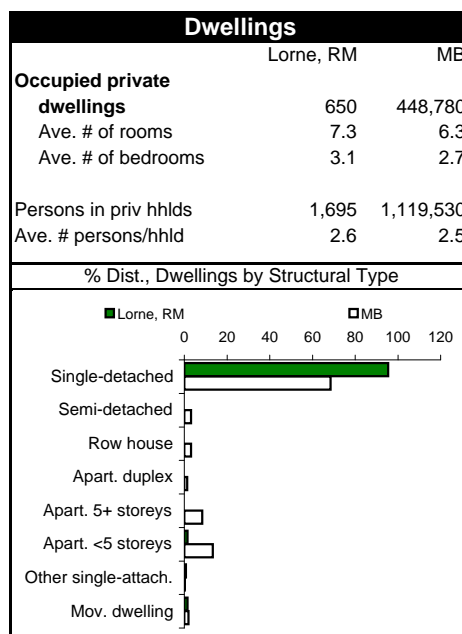 Dwellings
Lorne, RM MB
Occupied private
dwellings 650 448,780
Ave. # of rooms 7.3 6.3
Ave. # of bedrooms 3.1 2.7
Persons in priv hhlds 1,695 1,119,530
Ave. # persons/hhld 2.6 2.5
% Dist., Dwellings by Structural Type
Lorne, RM MB
0 20 40 60 80 100 120
Single-detached
Semi-detached
Row house
Apart. duplex
Apart. 5+ storeys
Apart. <5 storeys
Other single-attach.
Mov. dwelling